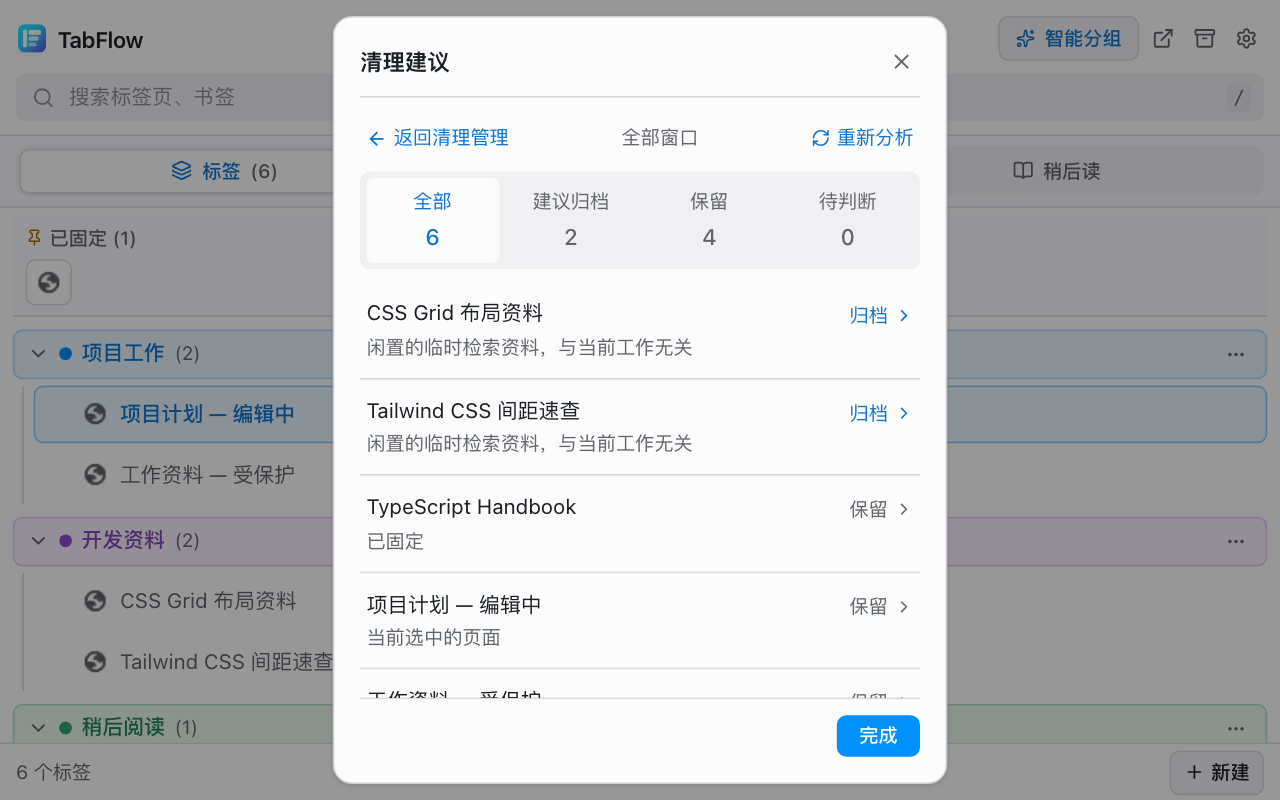 TabFlow
智能分组
搜索标签页、书签
/
标签 (6)
稍后读
已固定 (1)
项目工作 (2)
项目计划 — 编辑中
工作资料 — 受保护
开发资料 (2)
CSS Grid 布局资料
Tailwind CSS 间距速查
稍后阅读 (1)
6 个标签
新建
清理建议
返回清理管理
全部窗口
重新分析
全部
6
建议归档
2
保留
4
待判断
0
CSS Grid 布局资料
归档
闲置的临时检索资料，与当前工作无关
Tailwind CSS 间距速查
归档
闲置的临时检索资料，与当前工作无关
TypeScript Handbook
保留
已固定
项目计划 — 编辑中
保留
当前选中的页面
工作资料 — 受保护
保留
完成